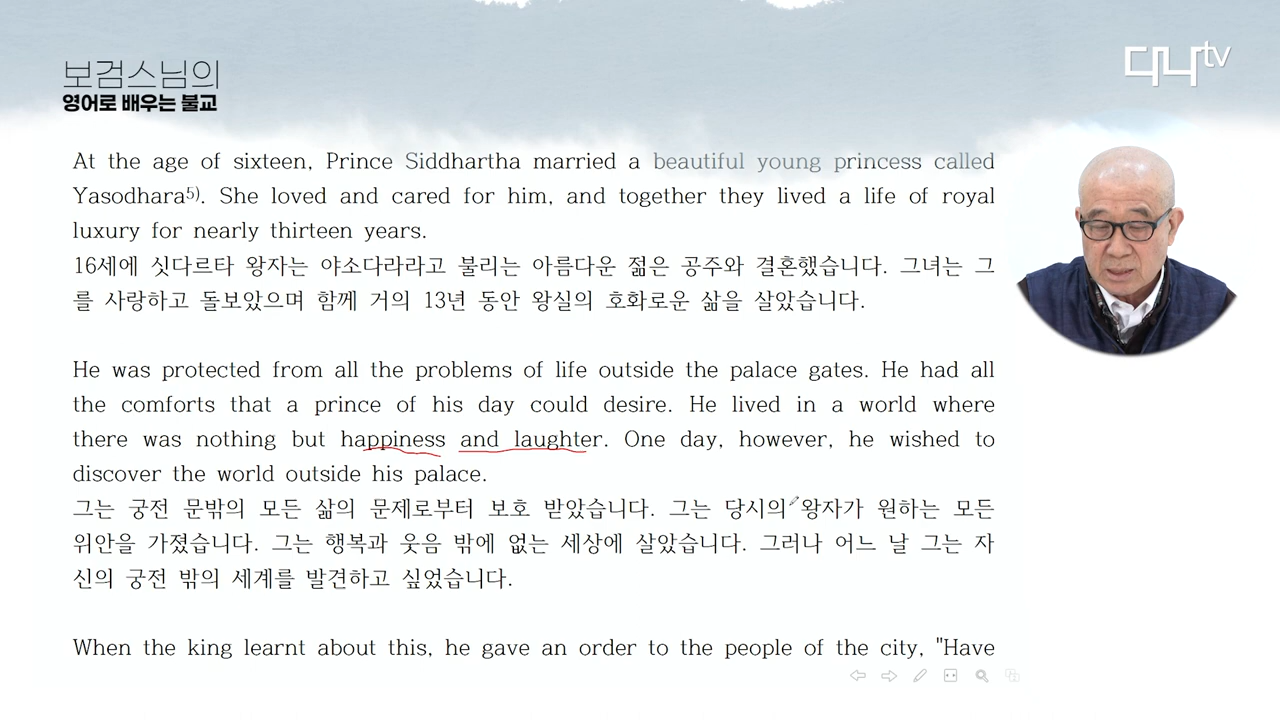 보검스님의
영어로 배우는 불교
디나tv
At the age of sixteen, Prince Siddhartha married a beautiful young princess called
Yasodhara5). She loved and cared for him, and together they lived a life of royal
luxury for nearly thirteen years.
16세에 싯다르타 왕자는 야소다라라고 불리는 아름다운 젊은 공주와 결혼했습니다. 그녀는 그
를 사랑하고 돌보았으며 함께 거의 13년 동안 왕실의 호화로운 삶을 살았습니다.
He was protected from all the problems of life outside the palace gates. He had all
the comforts that a prince of his day could desire. He lived in a world where
there was nothing but happiness and laughter. One day, however, he wished to
discover the world outside his palace.
그는 궁전 문밖의 모든 삶의 문제로부터 보호 받았습니다. 그는 당시의 왕자가 원하는 모든
위안을 가졌습니다. 그는 행복과 웃음 밖에 없는 세상에 살았습니다. 그러나 어느 날 그는 자
신의 궁전 밖의 세계를 발견하고 싶었습니다.
When the king learnt about this, he gave an order to the people of the city, "Have